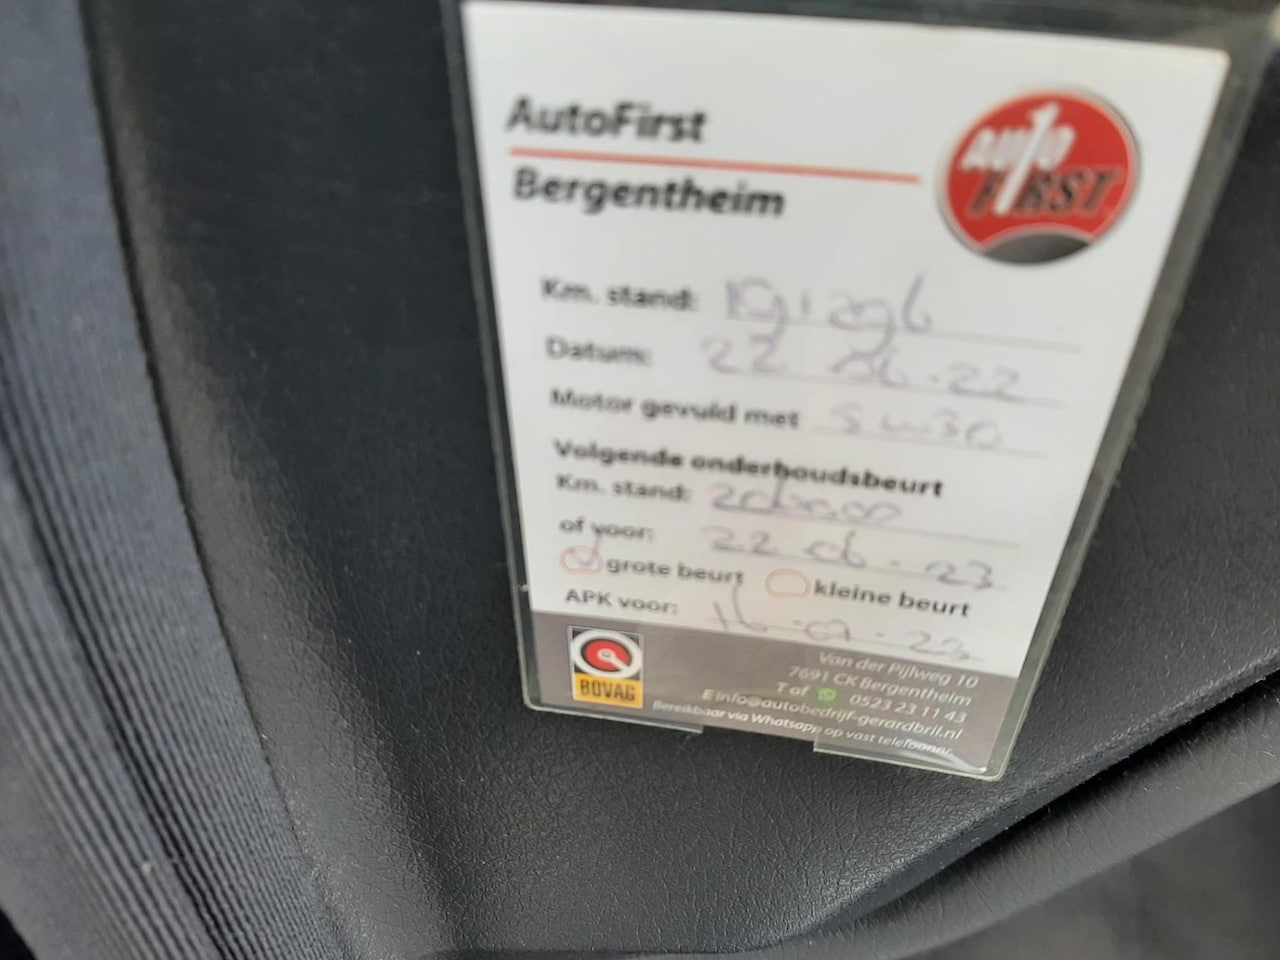 AutoFirst
Bergentheim
AUTO
FIRST
Km. stand: 191296
Datum: 22 06-22
Motor gevuld met 5w30
Volgende onderhoudsbeurt
Km. stand:
of voor: 22 06-23
grote beurt kleine beurt
APK voor: 16
BOVAG
Van der Pijlweg 10
7691 CK Bergentheim
T of 0523 23 11 43
E info@autobedrijf-gerardbril.nl
Bereikbaar via Whatsapp op vast telefoonnr.